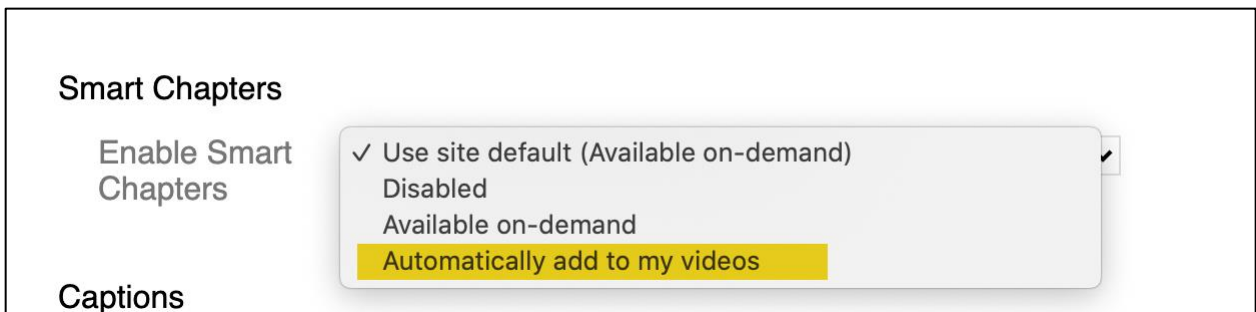 Smart Chapters
Enable Smart
Chapters
✓ Use site default (Available on-demand)
Disabled
Available on-demand
Automatically add to my videos
Captions